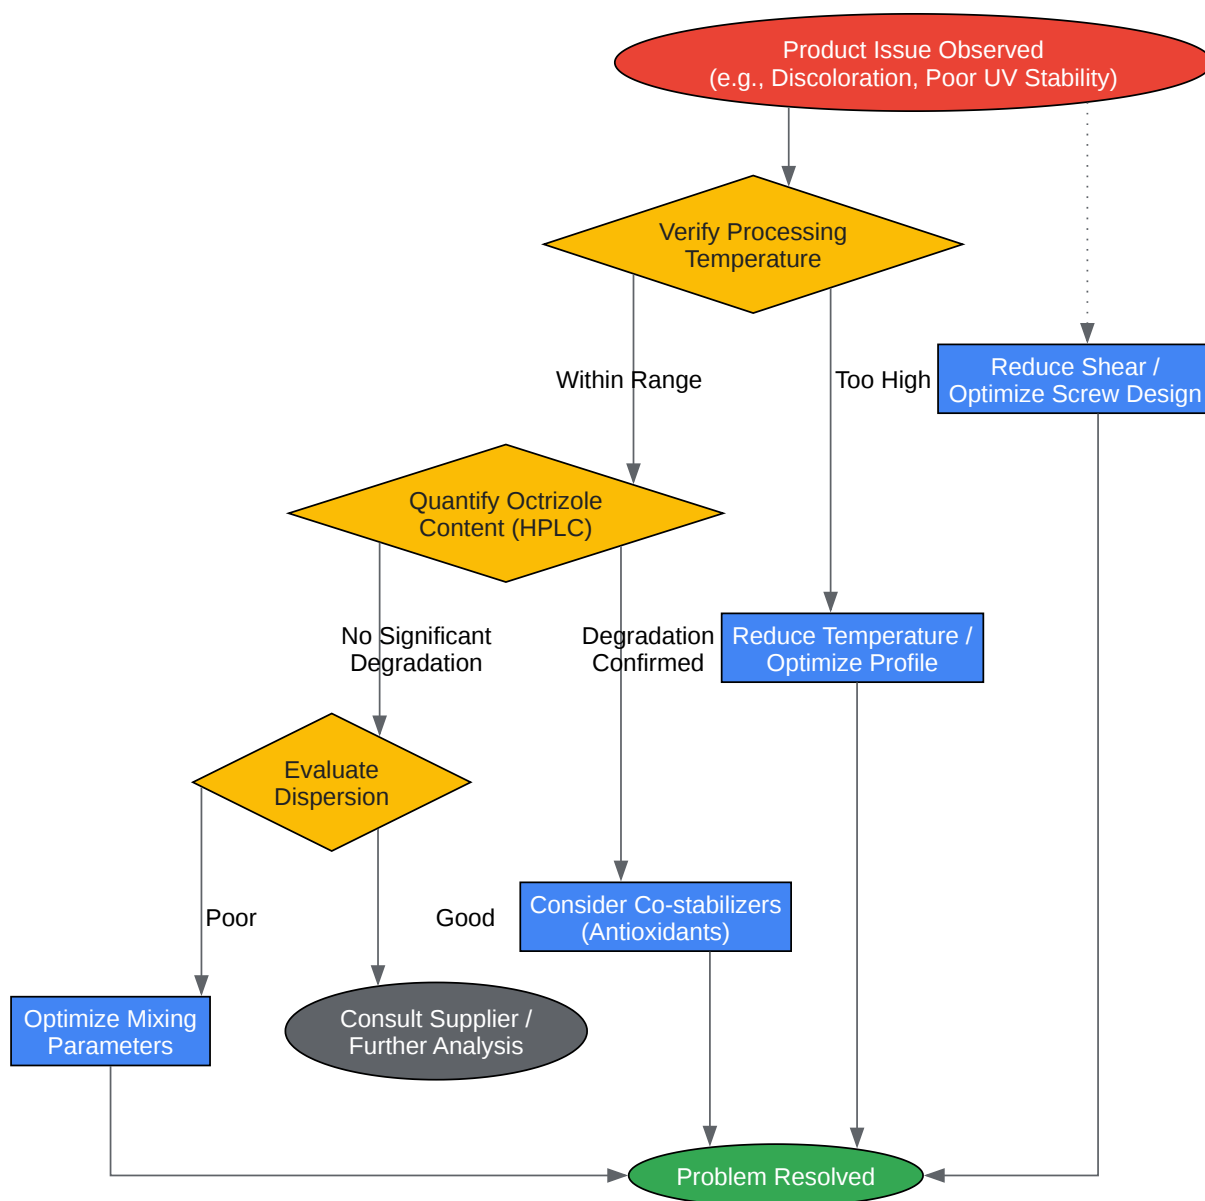 Product Issue Observed
(e.g., Discoloration, Poor UV Stability)
Verify Processing
Temperature
Within Range
Too High
Reduce Shear /
Optimize Screw Design
Quantify Octrizole
Content (HPLC)
No Significant
Degradation
Degradation
Confirmed
Reduce Temperature /
Optimize Profile
Evaluate
Dispersion
Poor
Good
Consider Co-stabilizers
(Antioxidants)
Optimize Mixing
Parameters
Consult Supplier /
Further Analysis
Problem Resolved